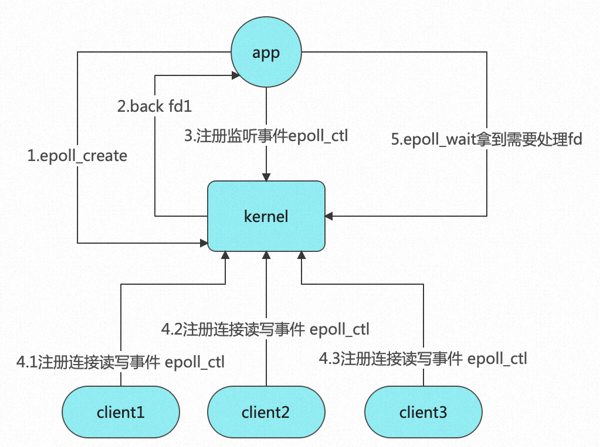 app
2.back fd1
3.注册监听事件epoll_ctl
5.epoll_wait拿到需要处理fd
1.epoll_create
kernel
4.2注册连接读写事件 epoll_ctl
4.1注册连接读写事件 epoll_ctl
4.3注册连接读写事件 epoll_ctl
client1
client2
client3